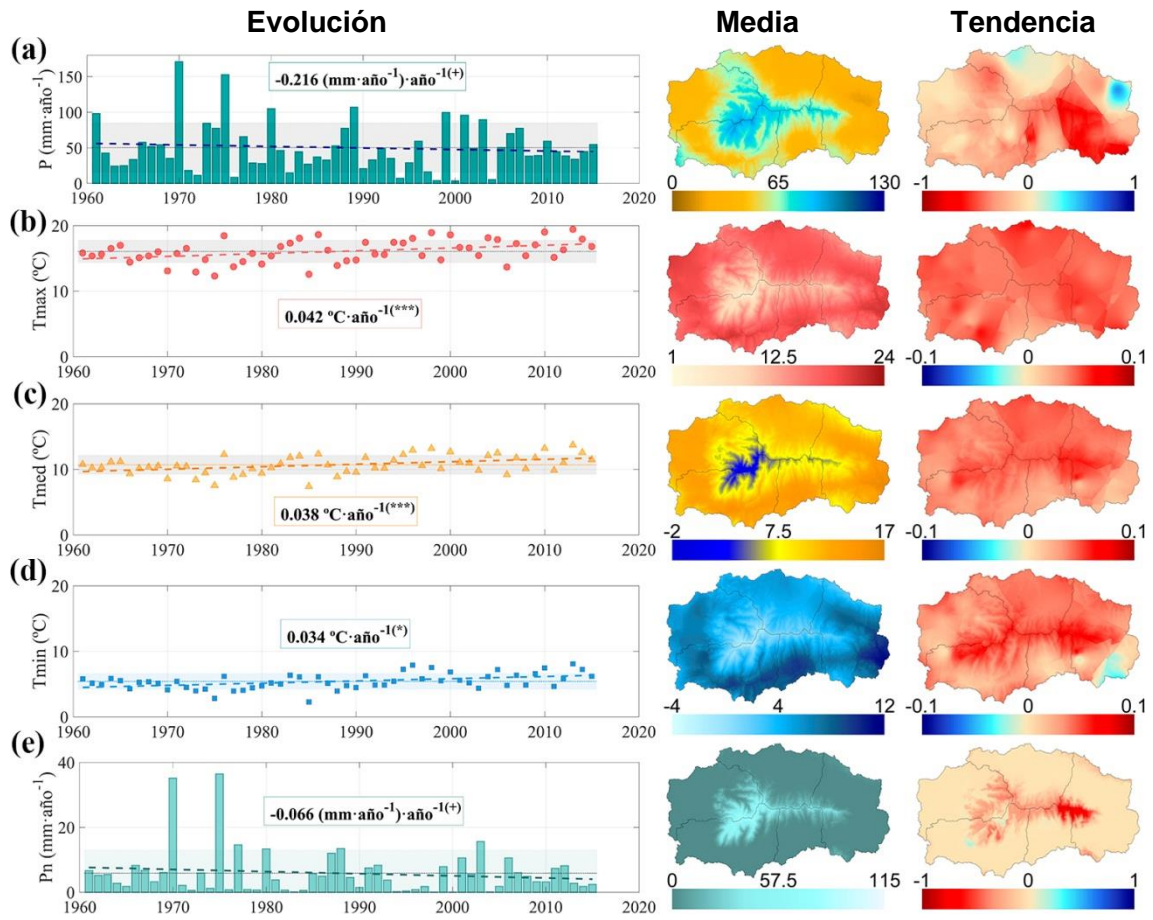 Evolución Media Tendencia
(a)
-0.216 (mm·año⁻¹)·año⁻¹⁽⁺⁾
P (mm·año⁻¹)
150
100
50
0
1960 1970 1980 1990 2000 2010 2020
0 65 130
-1 0 1
(b)
Tmax (ºC)
20
10
0
0.042 ºC·año⁻¹⁽***⁾
1960 1970 1980 1990 2000 2010 2020
1 12.5 24
-0.1 0 0.1
(c)
Tmed (ºC)
20
10
0
0.038 ºC·año⁻¹⁽***⁾
1960 1970 1980 1990 2000 2010 2020
-2 7.5 17
-0.1 0 0.1
(d)
Tmin (ºC)
20
10
0
0.034 ºC·año⁻¹⁽*⁾
1960 1970 1980 1990 2000 2010 2020
-4 4 12
-0.1 0 0.1
(e)
Pn (mm·año⁻¹)
40
20
0
-0.066 (mm·año⁻¹)·año⁻¹⁽⁺⁾
1960 1970 1980 1990 2000 2010 2020
0 57.5 115
-1 0 1